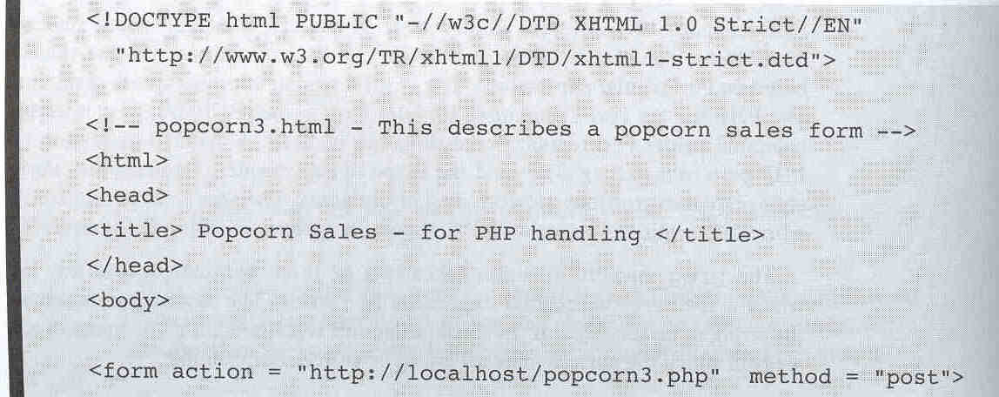 <!DOCTYPE html PUBLIC "-//w3c//DTD XHTML 1.0 Strict//EN"
"http://www.w3.org/TR/xhtml1/DTD/xhtml1-strict.dtd">
<!-- popcorn3.html - This describes a popcorn sales form -->
<html>
<head>
<title> Popcorn Sales - for PHP handling </title>
</head>
<body>
<form action = "http://localhost/popcorn3.php" method = "post">